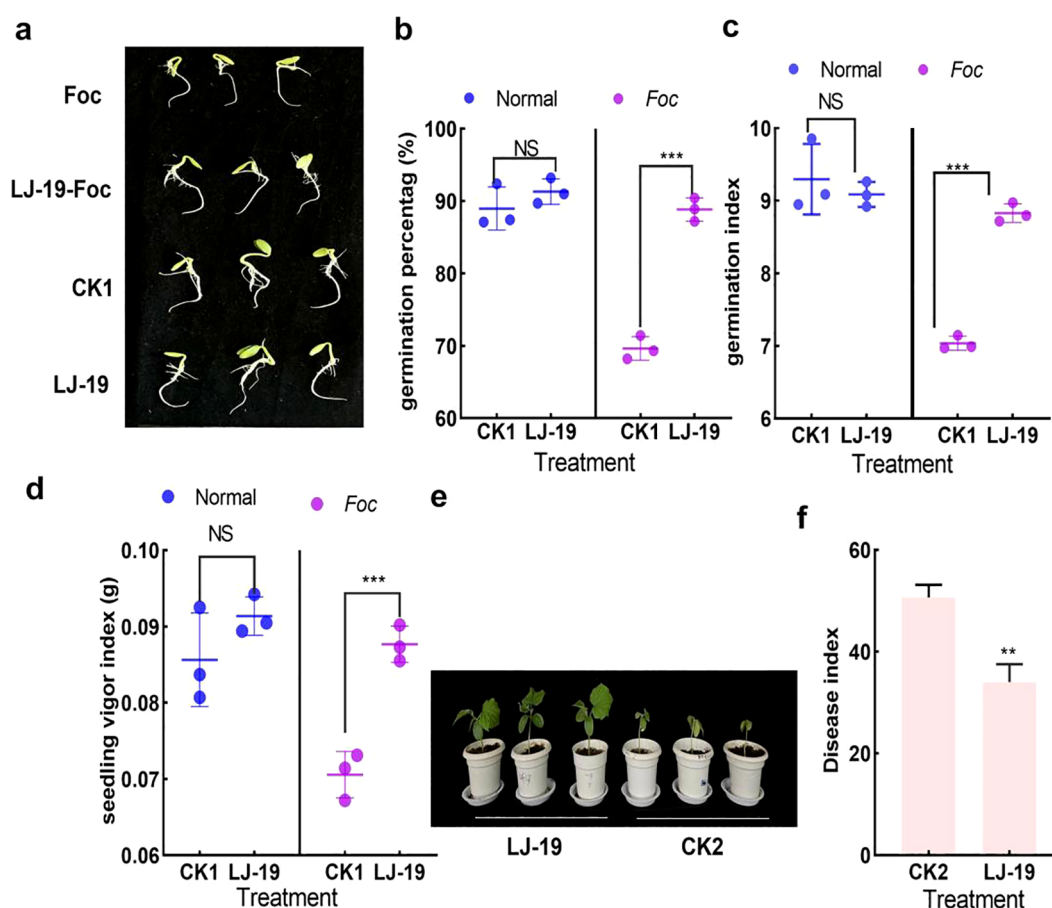 a
Foc
LJ-19-Foc
CK1
LJ-19
b
Normal
Foc
germination percentag (%)
100
90
80
70
60
NS
***
CK1 LJ-19
CK1 LJ-19
Treatment
c
Normal
Foc
germination index
10
9
8
7
6
NS
***
CK1 LJ-19
CK1 LJ-19
Treatment
d
Normal
Foc
seedling vigor index (g)
0.10
0.09
0.08
0.07
0.06
NS
***
CK1 LJ-19
CK1 LJ-19
Treatment
e
LJ-19
CK2
f
Disease index
60
40
20
0
**
CK2
LJ-19
Treatment